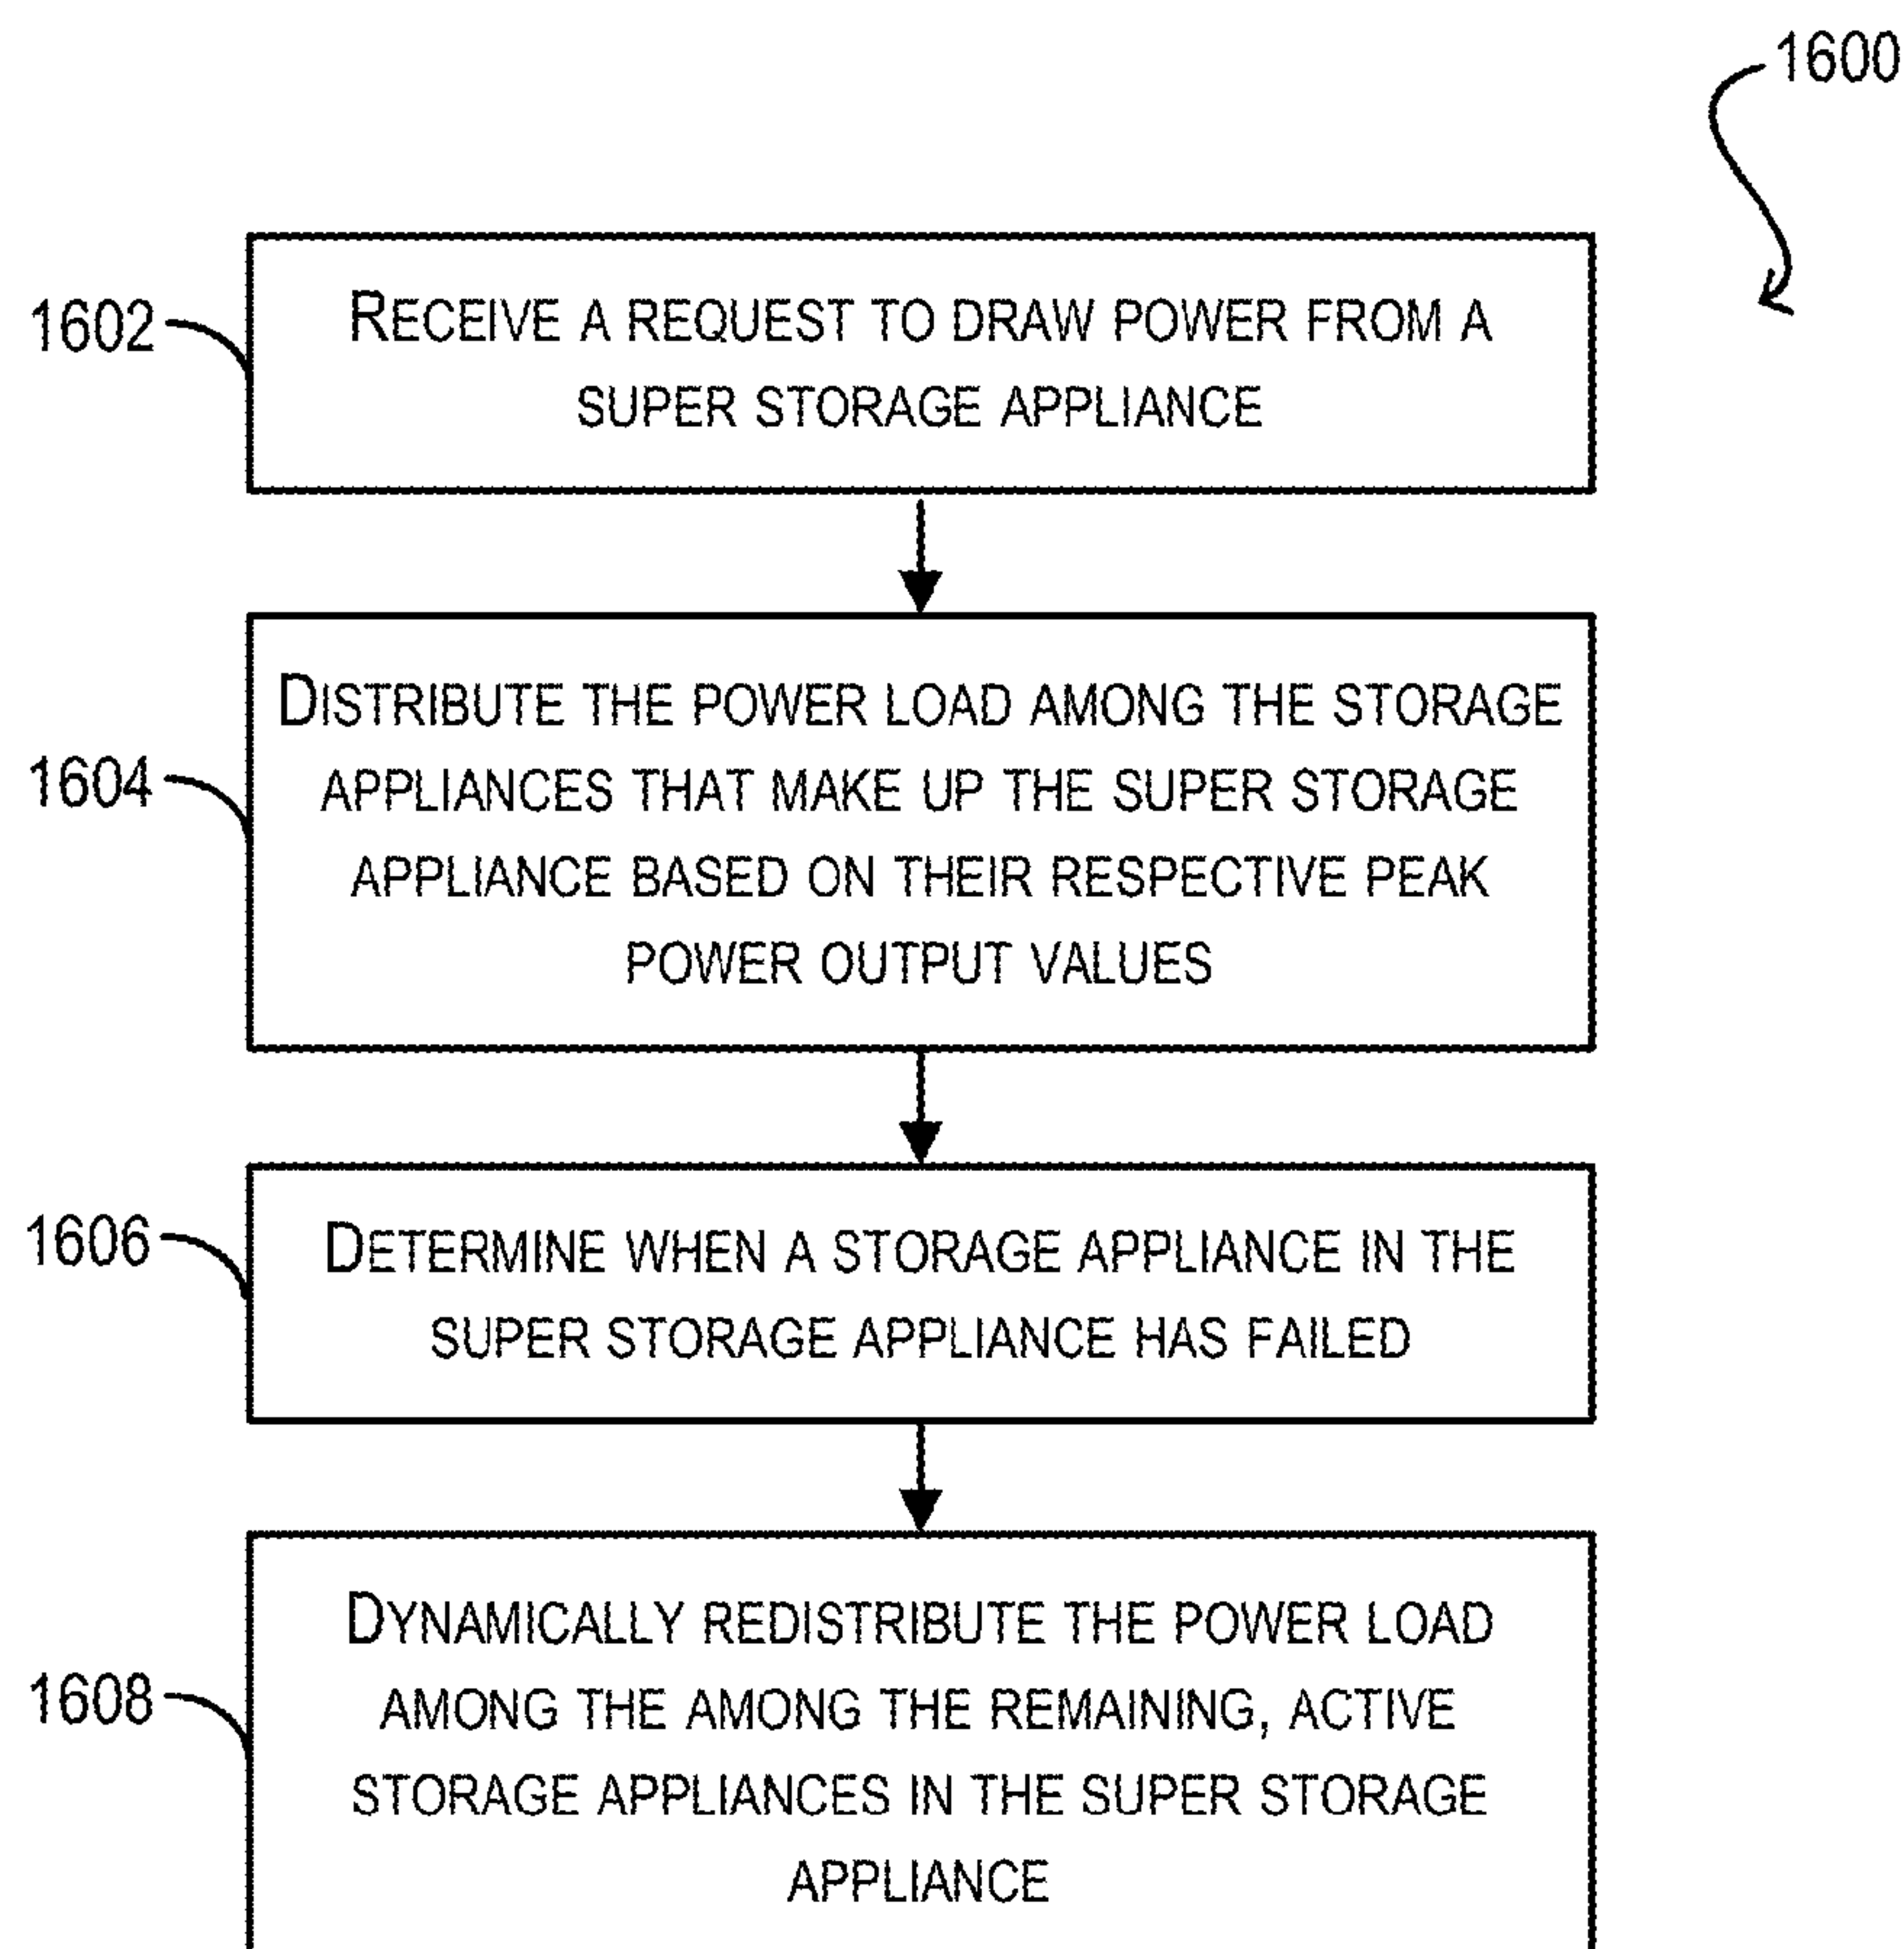 1600
1602
RECEIVE A REQUEST TO DRAW POWER FROM A
SUPER STORAGE APPLIANCE
1604
DISTRIBUTE THE POWER LOAD AMONG THE STORAGE
APPLIANCES THAT MAKE UP THE SUPER STORAGE
APPLIANCE BASED ON THEIR RESPECTIVE PEAK
POWER OUTPUT VALUES
1606
DETERMINE WHEN A STORAGE APPLIANCE IN THE
SUPER STORAGE APPLIANCE HAS FAILED
1608
DYNAMICALLY REDISTRIBUTE THE POWER LOAD
AMONG THE AMONG THE REMAINING, ACTIVE
STORAGE APPLIANCES IN THE SUPER STORAGE
APPLIANCE